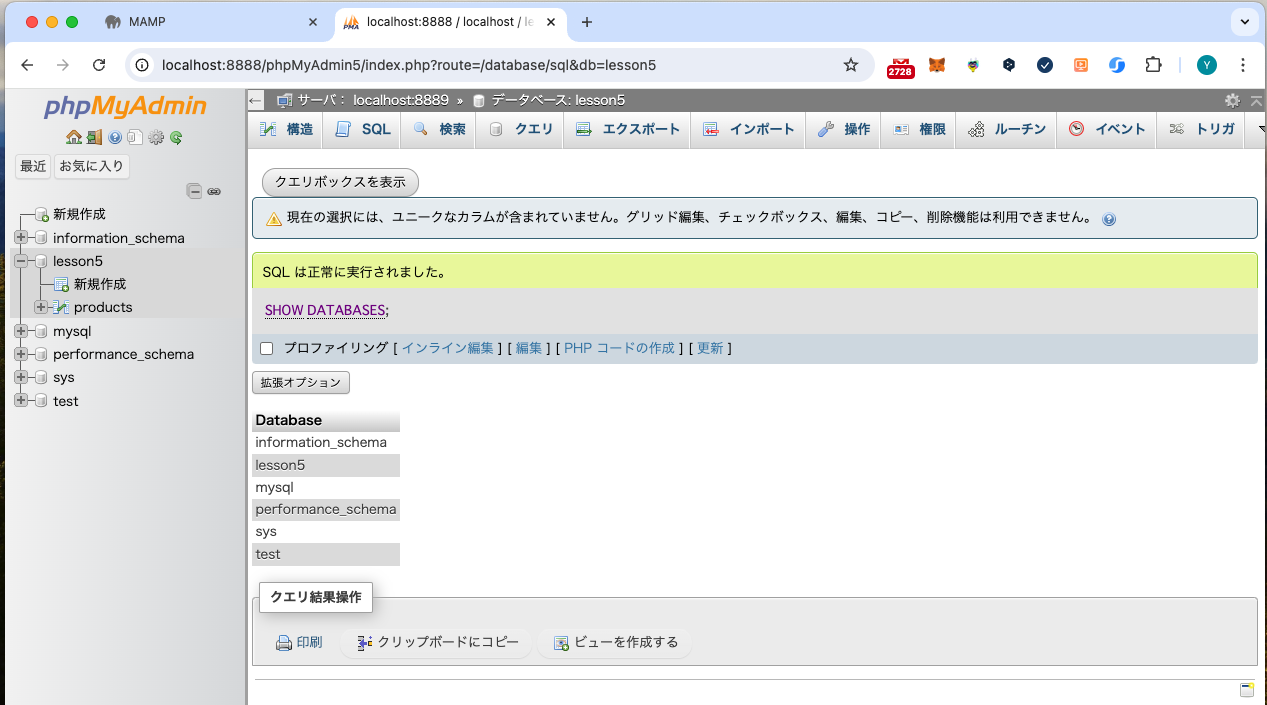 MAMP
localhost:8888 / localhost / le
localhost:8888/phpMyAdmin5/index.php?route=/database/sql&db=lesson5
2728
Y
phpMyAdmin
最近 お気に入り
新規作成
information_schema
lesson5
新規作成
products
mysql
performance_schema
sys
test
サーバ： localhost:8889 » データベース: lesson5
構造 SQL 検索 クエリ エクスポート インポート 操作 権限 ルーチン イベント トリガ
クエリボックスを表示
現在の選択には、ユニークなカラムが含まれていません。グリッド編集、チェックボックス、編集、コピー、削除機能は利用できません。
SQL は正常に実行されました。
SHOW DATABASES;
プロファイリング [ インライン編集 ] [ 編集 ] [ PHP コードの作成 ] [ 更新 ]
拡張オプション
Database
information_schema
lesson5
mysql
performance_schema
sys
test
クエリ結果操作
印刷 クリップボードにコピー ビューを作成する